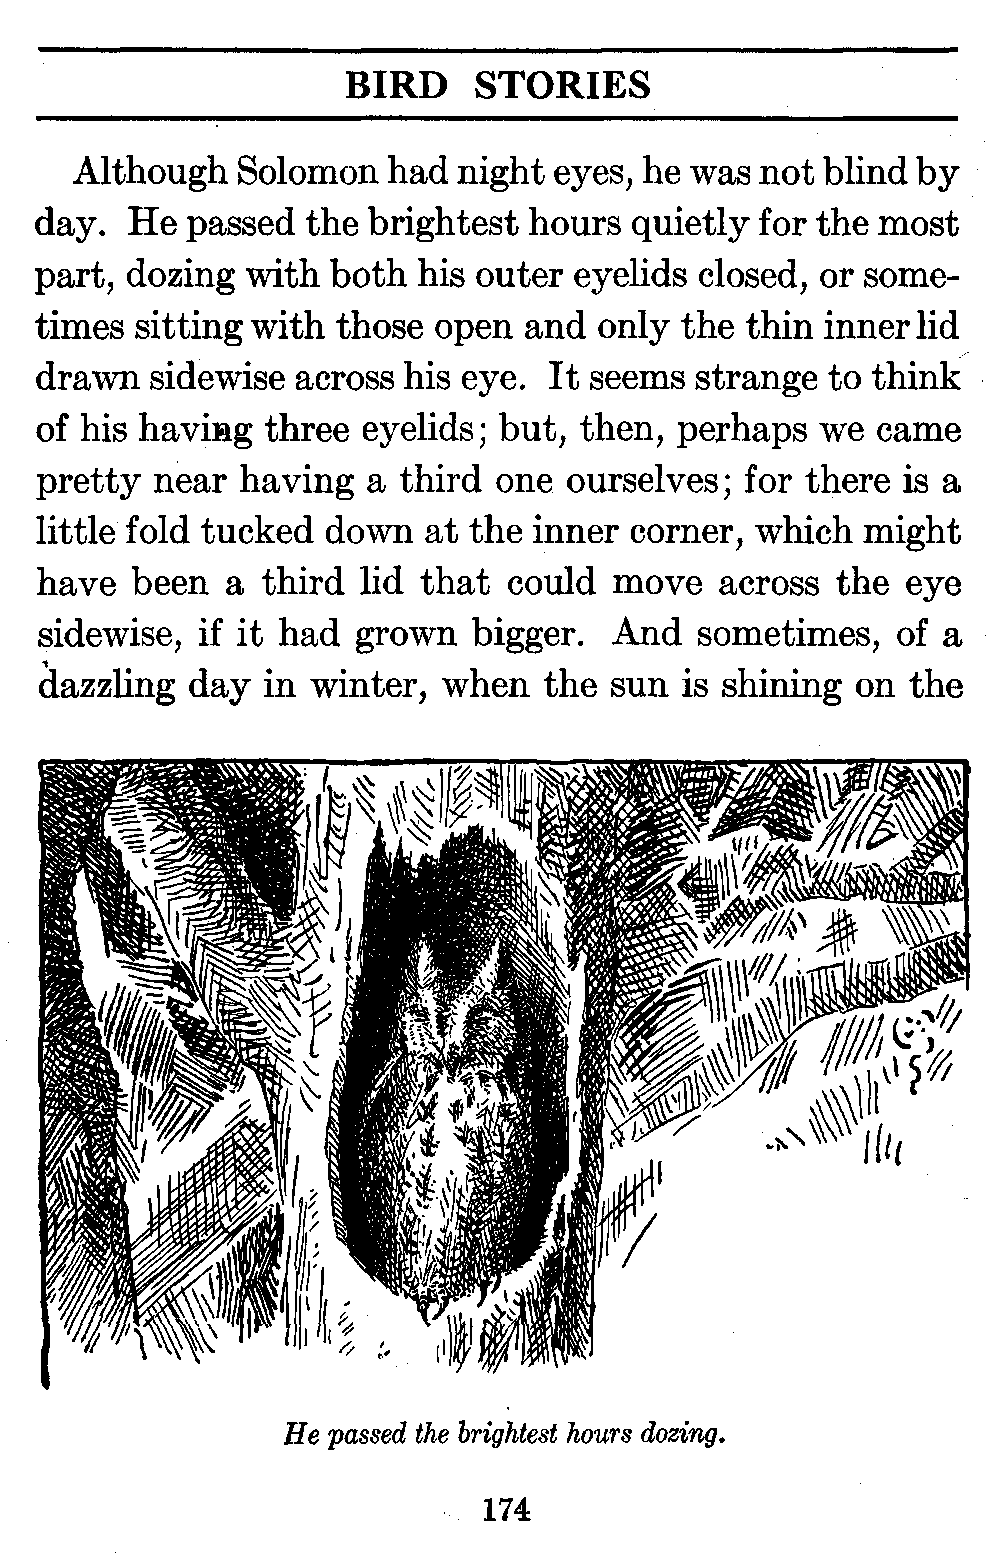 BIRD STORIES
Although Solomon had night eyes, he was not blind by
day. He passed the brightest hours quietly for the most
part, dozing with both his outer eyelids closed, or some-
times sitting with those open and only the thin inner lid
drawn sidewise across his eye. It seems strange to think
of his having three eyelids; but, then, perhaps we came
pretty near having a third one ourselves; for there is a
little fold tucked down at the inner corner, which might
have been a third lid that could move across the eye
sidewise, if it had grown bigger. And sometimes, of a
dazzling day in winter, when the sun is shining on the
He passed the brightest hours dozing.
174